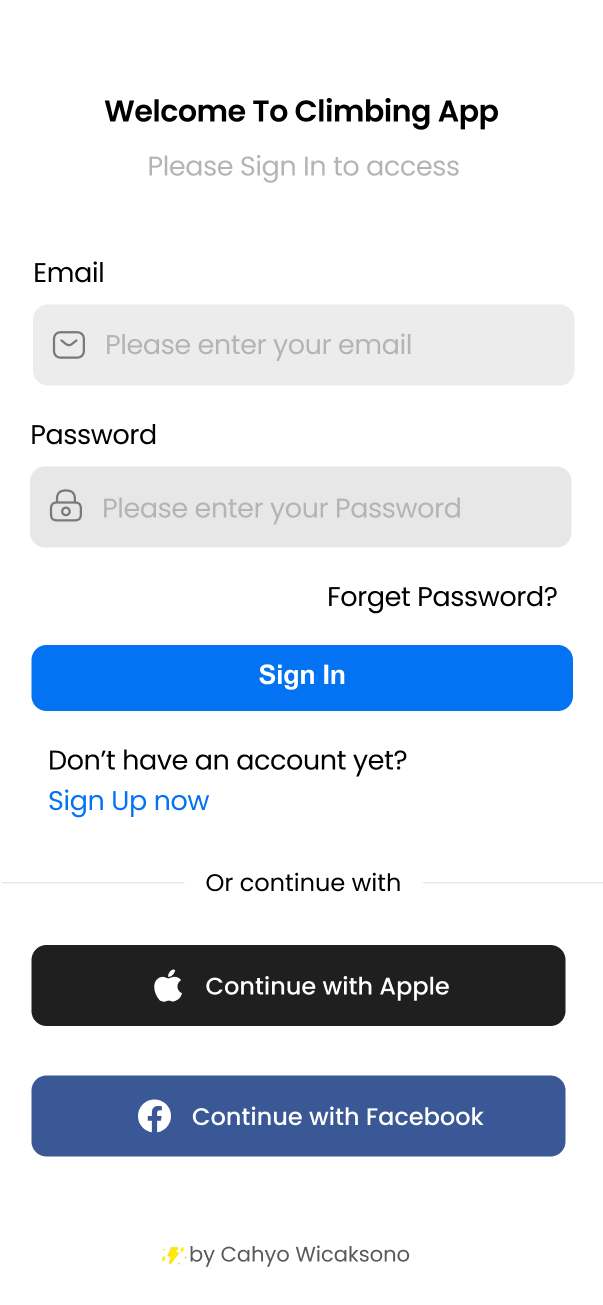 Welcome To Climbing App
Please Sign In to access
Email
Please enter your email
Password
Please enter your Password
Forget Password?
Sign In
Don’t have an account yet?
Sign Up now
Or continue with
Continue with Apple
Continue with Facebook
by Cahyo Wicaksono